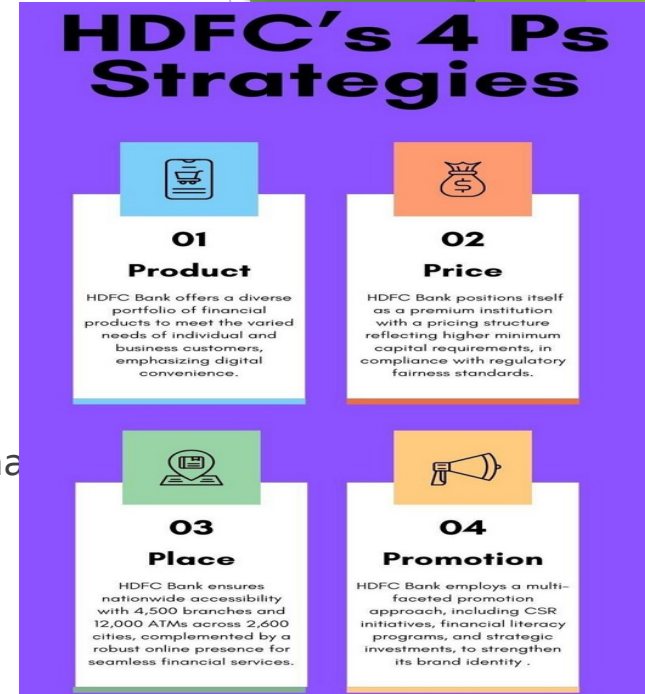 HDFC's 4 Ps
Strategies
01
Product
HDFC Bank offers a diverse
portfolio of financial
products to meet the varied
needs of individual and
business customers,
emphasizing digital
convenience.
02
Price
HDFC Bank positions itself
as a premium institution
with a pricing structure
reflecting higher minimum
capital requirements, in
compliance with regulatory
fairness standards.
03
Place
HDFC Bank ensures
nationwide accessibility
with 4,500 branches and
12,000 ATMs across 2,600
cities, complemented by a
robust online presence for
seamless financial services.
04
Promotion
HDFC Bank employs a multi-
faceted promotion
approach, including CSR
initiatives, financial literacy
programs, and strategic
investments, to strengthen
its brand identity .